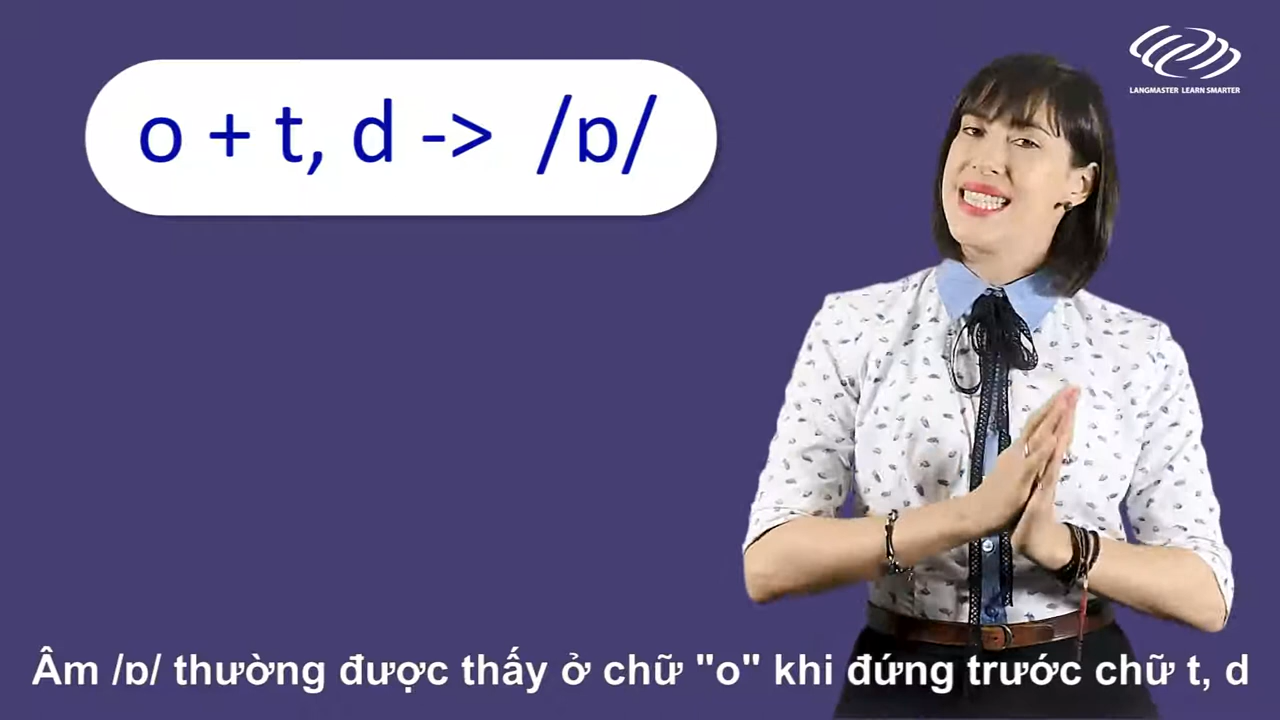 LANGMASTER LEARN SMARTER
o + t, d -> /ɒ/
Âm /ɒ/ thường được thấy ở chữ "o" khi đứng trước chữ t, d